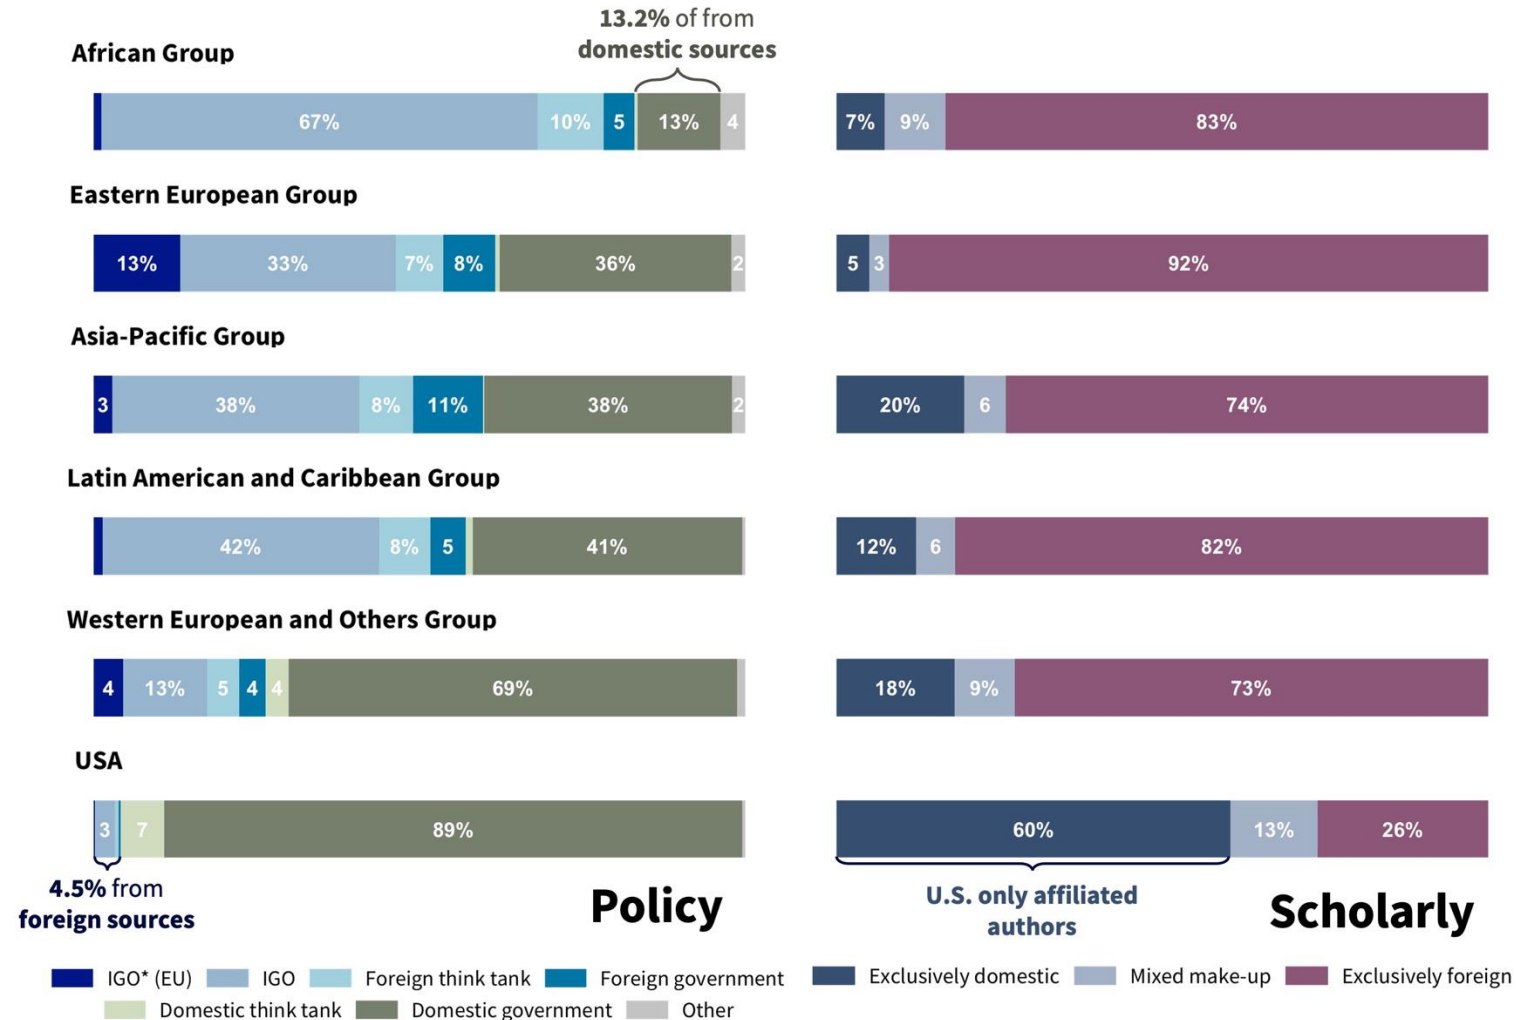 13.2% of from
domestic sources
African Group
67% 10% 5 13% 4 7% 9% 83%
Eastern European Group
13% 33% 7% 8% 36% 2 5 3 92%
Asia-Pacific Group
3 38% 8% 11% 38% 2 20% 6 74%
Latin American and Caribbean Group
42% 8% 5 41% 12% 6 82%
Western European and Others Group
4 13% 5 4 4 69% 18% 9% 73%
USA
3 7 89% 60% 13% 26%
4.5% from
foreign sources
Policy
U.S. only affiliated
authors
Scholarly
IGO* (EU) IGO Foreign think tank Foreign government
Domestic think tank Domestic government Other
Exclusively domestic Mixed make-up Exclusively foreign